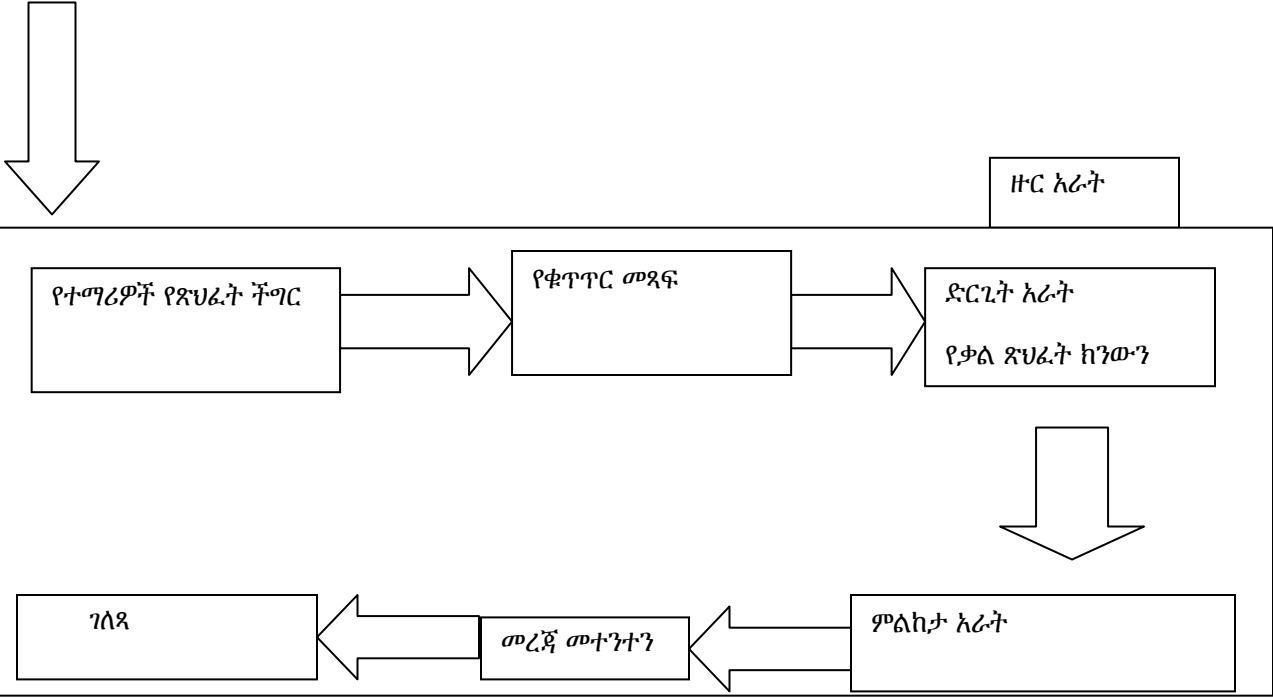 ዙር አራት
የተማሪዎች የጽህፈት ችግር
የቁጥጥር መጻፍ
ድርጊት አራት
የቃል ጽህፈት ክንውን
ምልከታ አራት
መረጃ መተንተን
ገለጻ